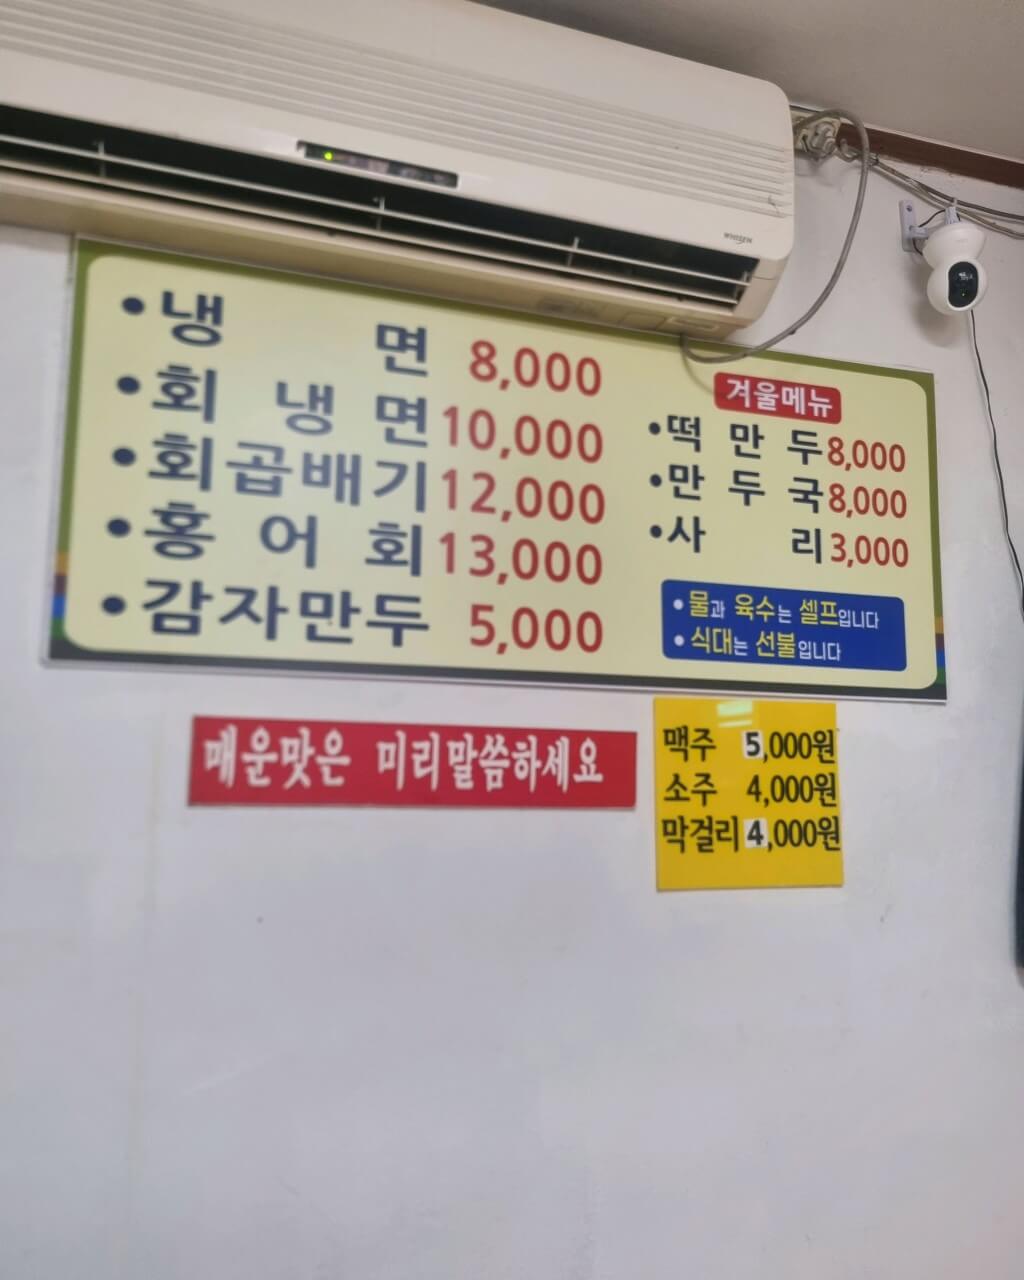 WHISEN
•냉 면 8,000
•회 냉 면 10,000
•회곱배기 12,000
•홍 어 회 13,000
•감자만두 5,000
겨울메뉴
•떡 만 두 8,000
•만 두 국 8,000
•사 리 3,000
•물과 육수는 셀프입니다
•식대는 선불입니다
매운맛은 미리말씀하세요
맥주 5,000원
소주 4,000원
막걸리 4,000원